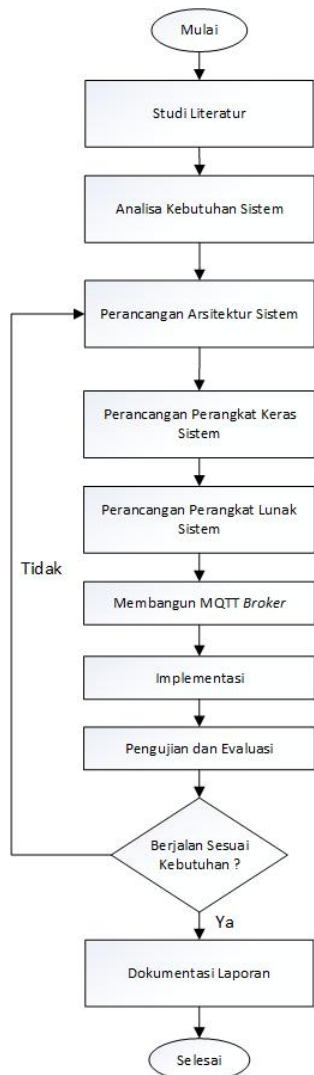 Mulai
Studi Literatur
Analisa Kebutuhan Sistem
Perancangan Arsitektur Sistem
Perancangan Perangkat Keras
Sistem
Perancangan Perangkat Lunak
Sistem
Tidak
Membangun MQTT Broker
Implementasi
Pengujian dan Evaluasi
Berjalan Sesuai
Kebutuhan ?
Ya
Dokumentasi Laporan
Selesai